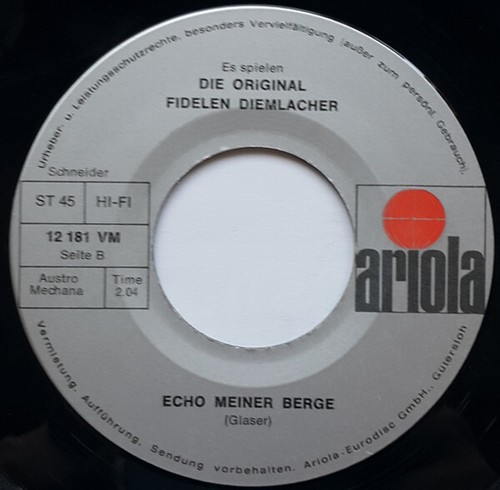 Urheber- u. Leistungsschutzrechte, besonders Vervielfältigung (außer zum persönl. Gebrauch),
Es spielen
DIE ORIGINAL
FIDELEN DIEMLACHER
Schneider
ST 45 HI-FI
12 181 VM
Seite B
Austro Time
Mechana 2.04
ariola
ECHO MEINER BERGE
(Glaser)
Vermietung, Aufführung, Sendung vorbehalten. Ariola-Eurodisc GmbH., Gütersloh